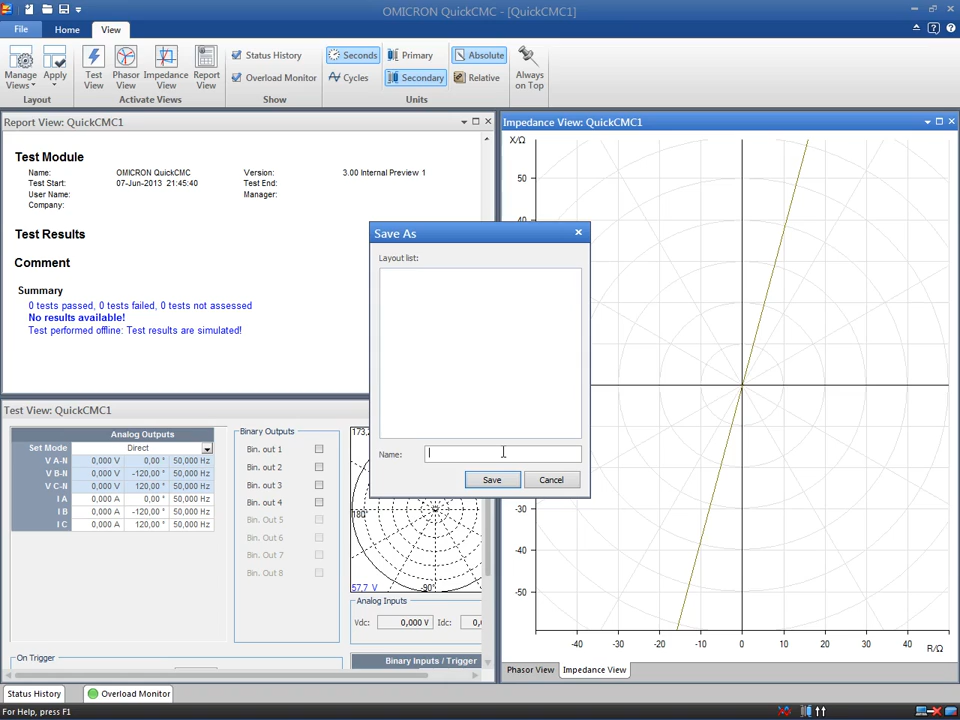 OMICRON QuickCMC - [QuickCMC1]
File Home View
Manage Views Apply
Layout
Test View Phasor View Impedance View Report View
Activate Views
Status History
Overload Monitor
Show
Seconds Primary Absolute
Cycles Secondary Relative
Units
Always on Top
Report View: QuickCMC1
Test Module
Name: OMICRON QuickCMC Version: 3.00 Internal Preview 1
Test Start: 07-Jun-2013 21:45:40 Test End:
User Name: Manager:
Company:
Test Results
Comment
Summary
0 tests passed, 0 tests failed, 0 tests not assessed
No results available!
Test performed offline: Test results are simulated!
Impedance View: QuickCMC1
X/Ω
50
40
-30
-40
-50
-40 -30 -20 -10 0 10 20 30 40
R/Ω
Phasor View Impedance View
Save As
Layout list:
Name:
Save Cancel
Test View: QuickCMC1
Analog Outputs
Set Mode Direct
V A-N 0,000 V 0,00 ° 50,000 Hz
V B-N 0,000 V -120,00 ° 50,000 Hz
V C-N 0,000 V 120,00 ° 50,000 Hz
I A 0,000 A 0,00 ° 50,000 Hz
I B 0,000 A -120,00 ° 50,000 Hz
I C 0,000 A 120,00 ° 50,000 Hz
Binary Outputs
Bin. out 1
Bin. out 2
Bin. out 3
Bin. out 4
Bin. Out 5
Bin. Out 6
Bin. Out 7
Bin. Out 8
180
57.7 V -90°
Analog Inputs
Vdc: 0,000 V Idc:
On Trigger
Binary Inputs / Trigger
Status History Overload Monitor
For Help, press F1